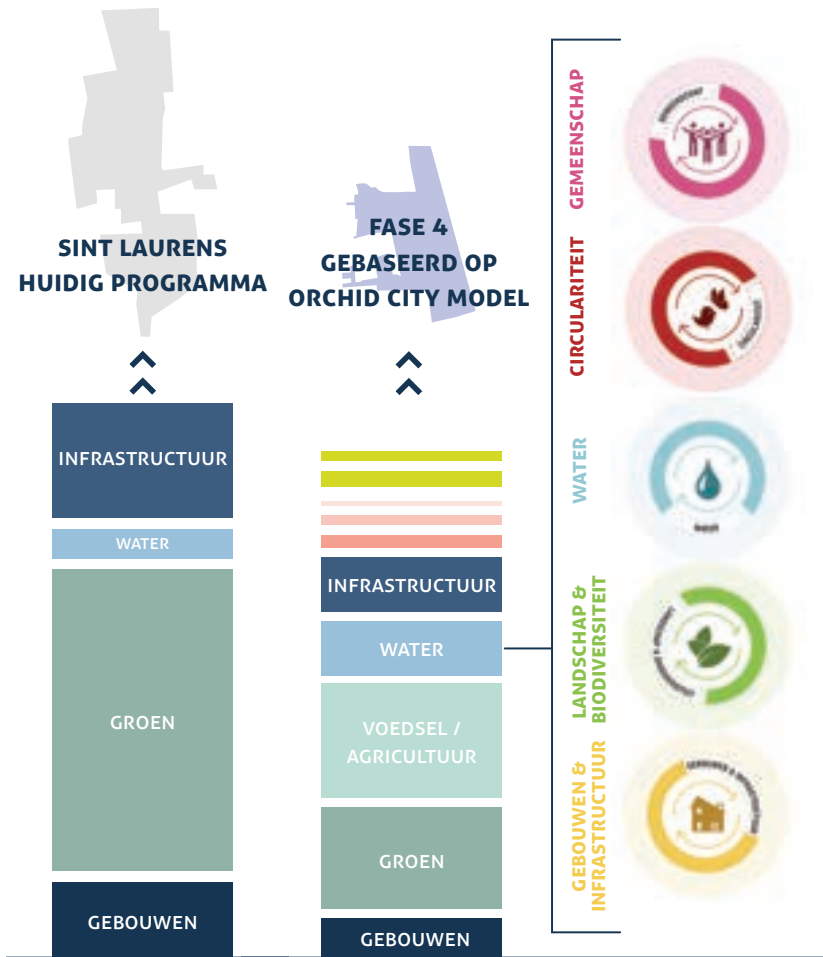 SINT LAURENS
HUIDIG PROGRAMMA
INFRASTRUCTUUR
WATER
GROEN
GEBOUWEN
FASE 4
GEBASEERD OP
ORCHID CITY MODEL
INFRASTRUCTUUR
WATER
VOEDSEL /
AGRICULTUUR
GROEN
GEBOUWEN
GEMEENSCHAP
CIRCULARITEIT
WATER
LANDSCHAP &
BIODIVERSITEIT
GEBOUWEN &
INFRASTRUCTUUR